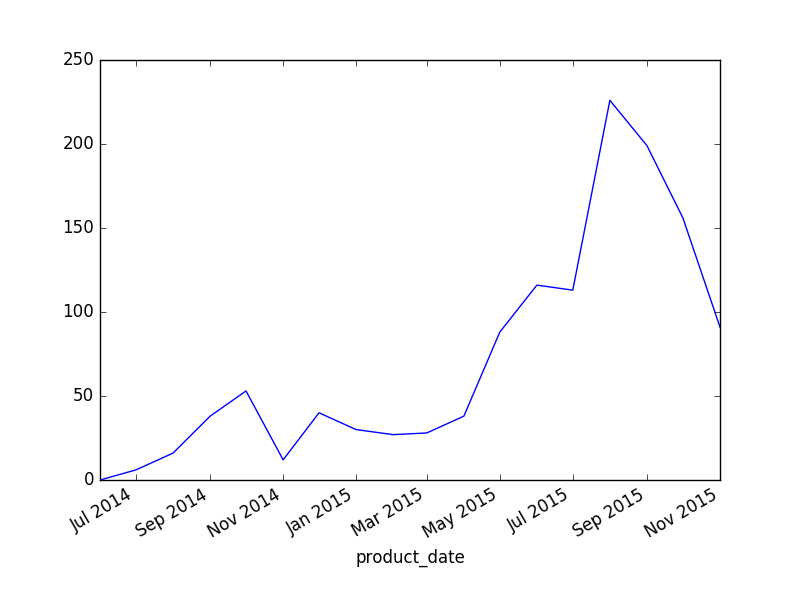 250
200
150
100
50
0
Jul 2014
Sep 2014
Nov 2014
Jan 2015
Mar 2015
May 2015
Jul 2015
Sep 2015
Nov 2015
product_date